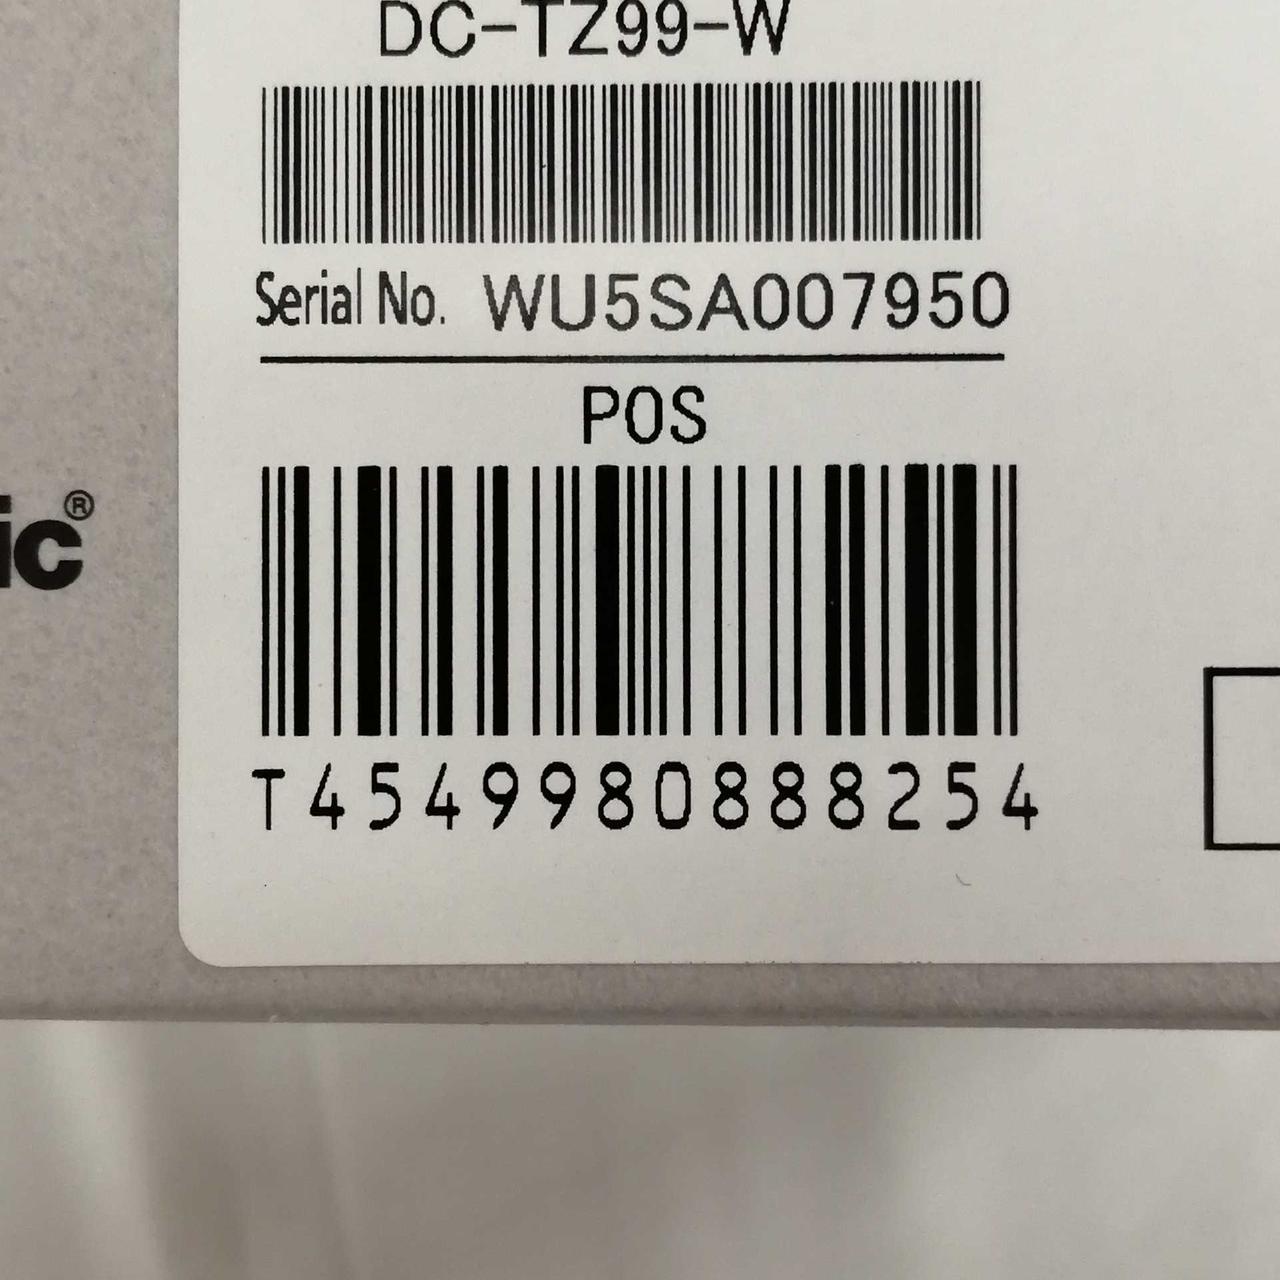 DC-TZ99-W
Serial No. WU5SA007950
POS
ic®
T4549980888254